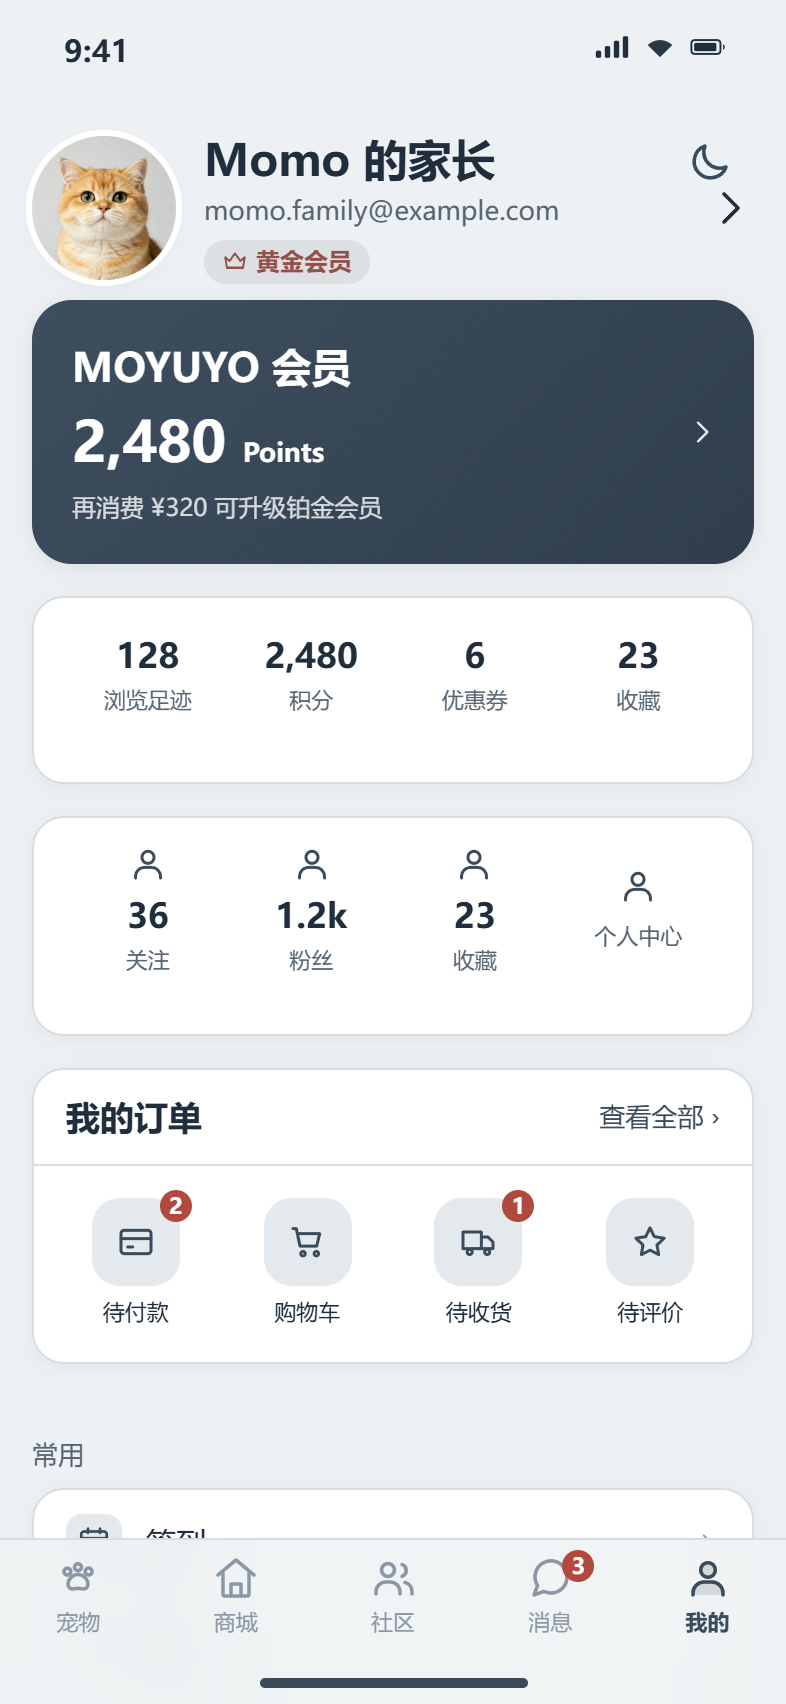 9:41
Momo 的家长
momo.family@example.com
黄金会员
MOYUYO 会员
2,480 Points
再消费 ¥320 可升级铂金会员
128 2,480 6 23
浏览足迹 积分 优惠券 收藏
36 1.2k 23
关注 粉丝 收藏 个人中心
我的订单 查看全部 ›
2 1
待付款 购物车 待收货 待评价
常用
签到
3
宠物 商城 社区 消息 我的